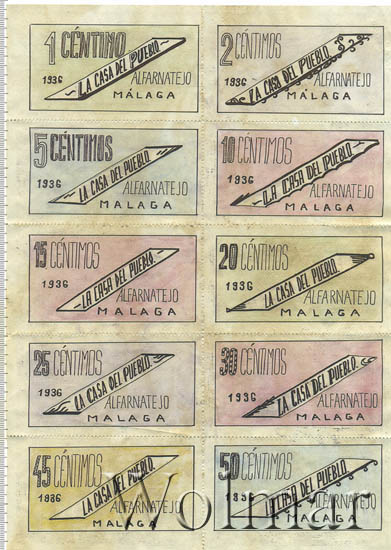 1 CÉNTIMO
LA CASA DEL PUEBLO.
1936
ALFARNATEJO
MÁLAGA
2 CÉNTIMOS
LA CASA DEL PUEBLO.
1936
ALFARNATEJO
MALAGA
5 CÉNTIMOS
LA CASA DEL PUEBLO.
1936
ALFARNATEJO
MALAGA
10 CÉNTIMOS
LA CASA DEL PUEBLO.
1936
ALFARNATEJO
MALAGA
15 CÉNTIMOS
LA CASA DEL PUEBLO.
1936
ALFARNATEJO
MALAGA
20 CÉNTIMOS
LA CASA DEL PUEBLO.
1936
ALFARNATEJO
MALAGA
25 CÉNTIMOS
LA CASA DEL PUEBLO.
1936
ALFARNATEJO
MALAGA
30 CÉNTIMOS
LA CASA DEL PUEBLO.
1936
ALFARNATEJO
MALAGA
45 CÉNTIMOS
LA CASA DEL PUEBLO.
1936
ALFARNATEJO
MALAGA
50 CÉNTIMOS
LA CASA DEL PUEBLO.
1936
ALFARNATEJO
MALAGA
Wolmar